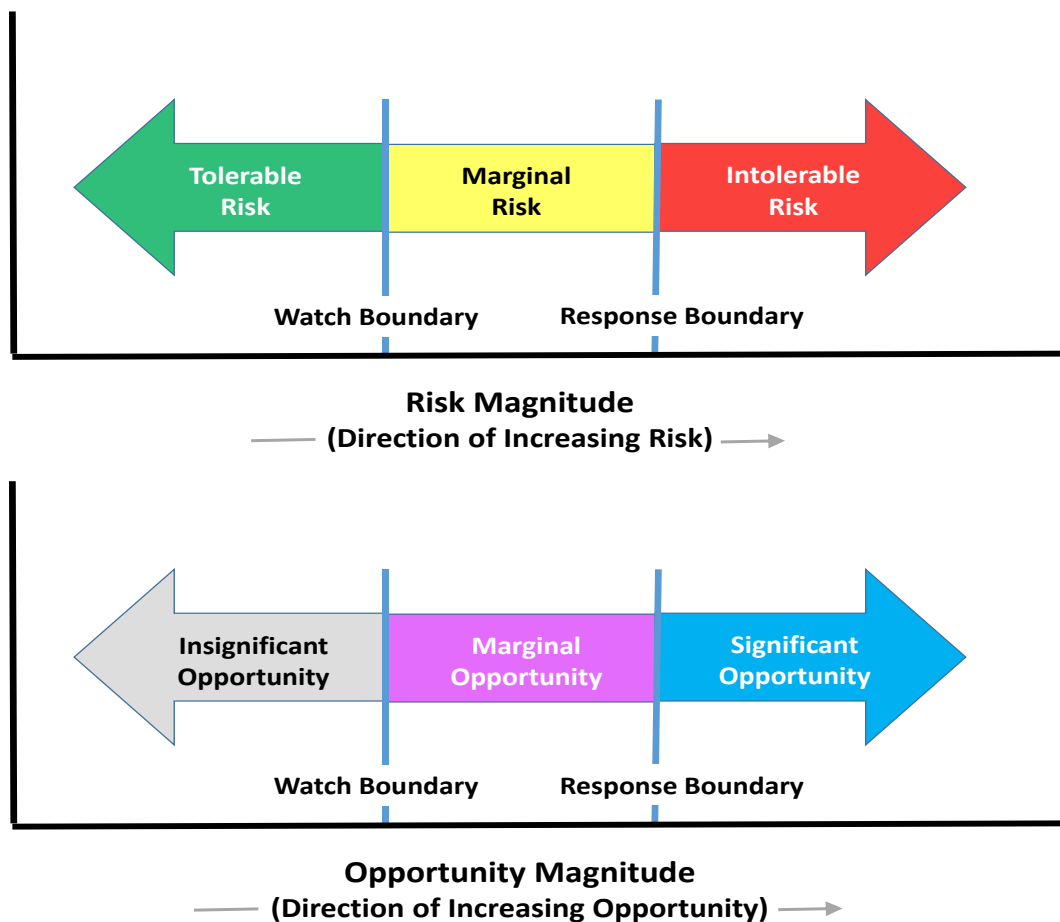 Tolerable
Risk
Marginal
Risk
Intolerable
Risk
Watch Boundary
Response Boundary
Risk Magnitude
(Direction of Increasing Risk)
Insignificant
Opportunity
Marginal
Opportunity
Significant
Opportunity
Watch Boundary
Response Boundary
Opportunity Magnitude
(Direction of Increasing Opportunity)